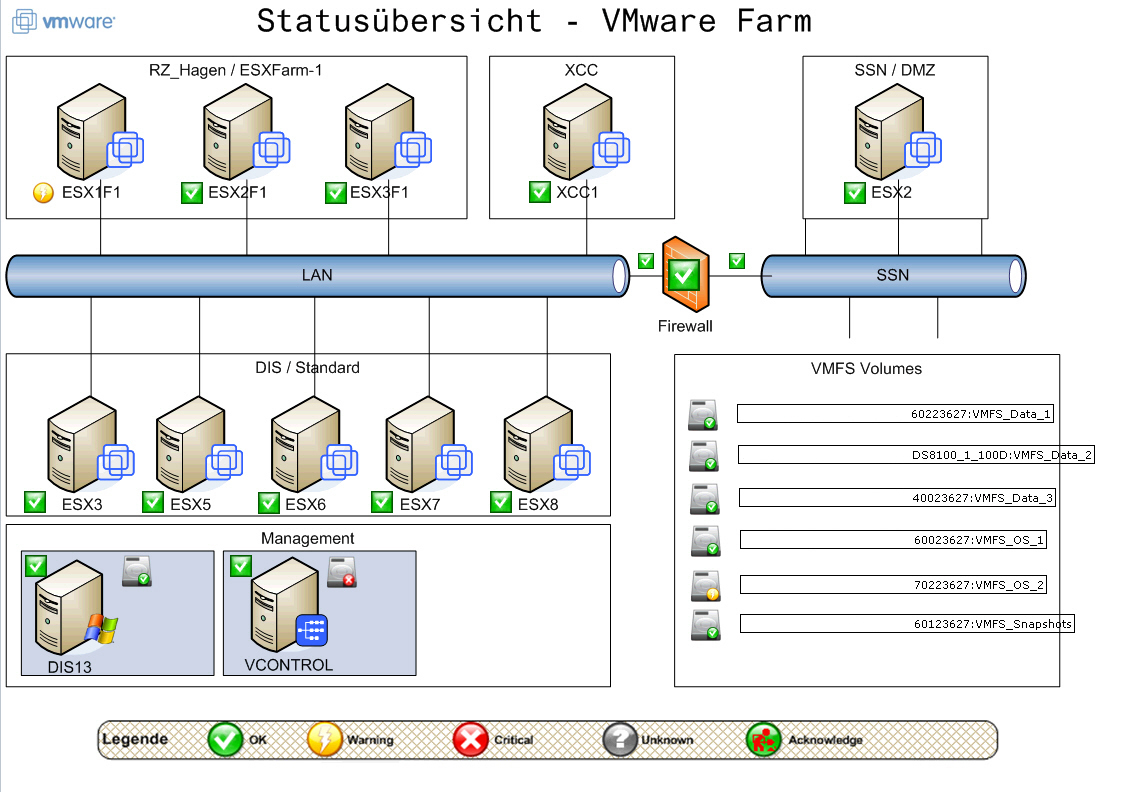 vmware
Statusübersicht - VMware Farm
RZ_Hagen / ESXFarm-1
XCC
SSN / DMZ
ESX1F1
ESX2F1
ESX3F1
XCC1
ESX2
LAN
SSN
Firewall
DIS / Standard
VMFS Volumes
60223627:VMFS_Data_1
DS8100_1_100D:VMFS_Data_2
40023627:VMFS_Data_3
60023627:VMFS_OS_1
70223627:VMFS_OS_2
60123627:VMFS_Snapshots
ESX3
ESX5
ESX6
ESX7
ESX8
Management
DIS13
VCONTROL
Legende
OK
Warning
Critical
Unknown
Acknowledge